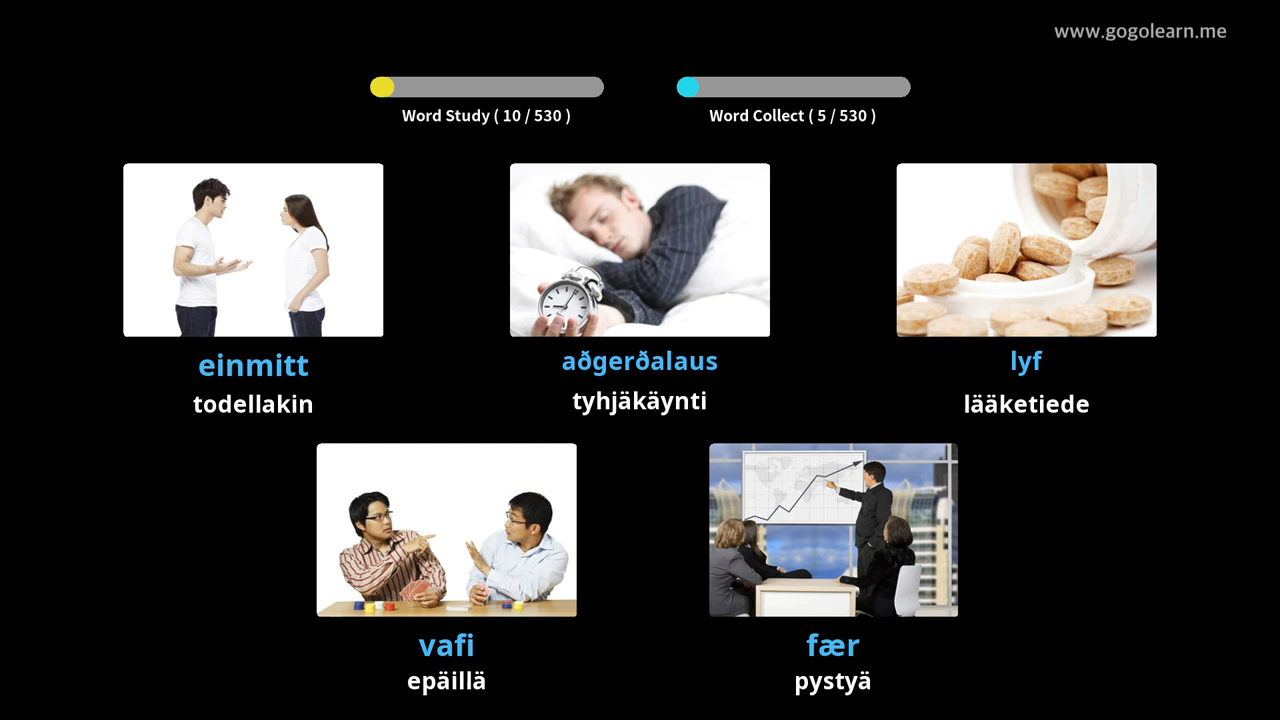 www.gogolearn.me
Word Study ( 10 / 530 )
Word Collect ( 5 / 530 )
einmitt
todellakin
aðgerðalaus
tyhjäkäynti
lyf
lääketiede
vafi
epäillä
fær
pystyä